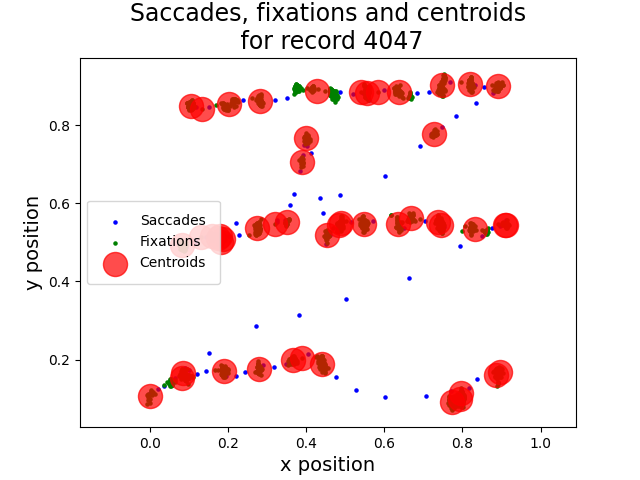 Saccades, fixations and centroids
for record 4047
y position
0.8
0.6
0.4
0.2
Saccades
Fixations
Centroids
0.0 0.2 0.4 0.6 0.8 1.0
x position